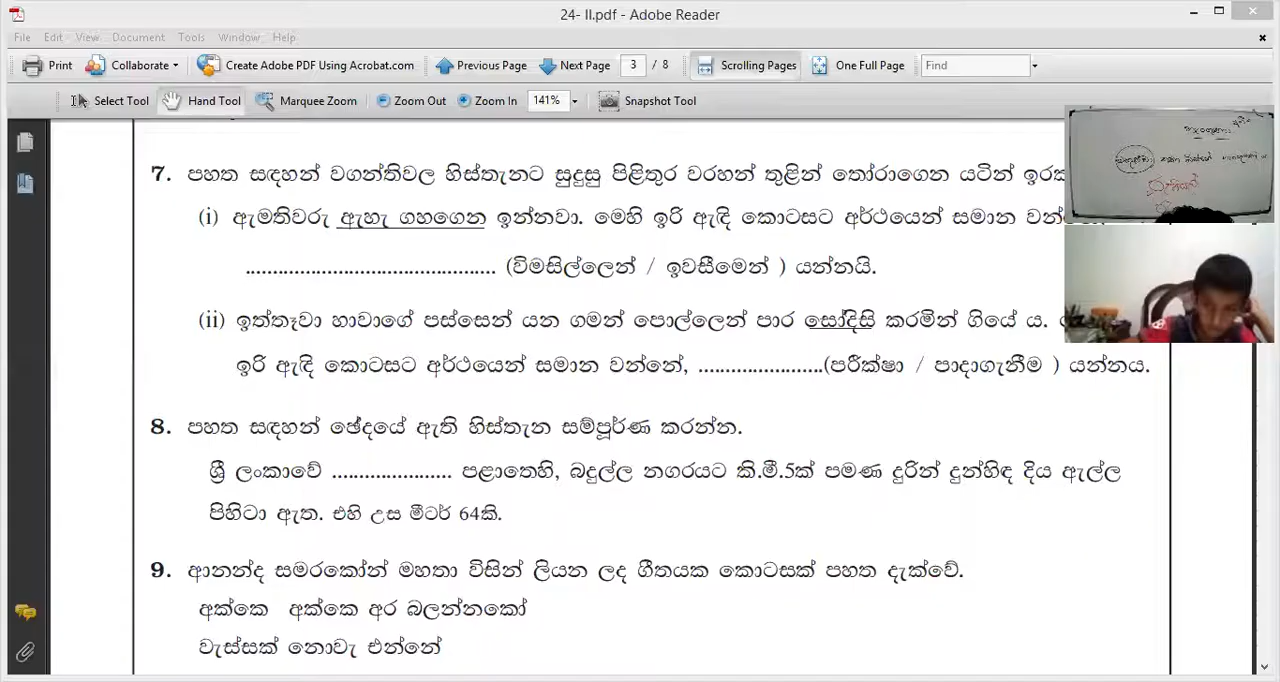 24- II.pdf - Adobe Reader
File Edit View Document Tools Window Help
Print Collaborate Create Adobe PDF Using Acrobat.com Previous Page Next Page 3 / 8 Scrolling Pages One Full Page Find
Select Tool Hand Tool Marquee Zoom Zoom Out Zoom In 141% Snapshot Tool
7. පහත සඳහන් වගන්තිවල හිස්තැනට සුදුසු පිළිතුර වරහන් තුළින් තෝරාගෙන යටින්
(i) ඇමතිවරු ඇහැ ගහගෙන ඉන්නවා. මෙහි ඉරි ඇඳි කොටසට අර්ථයෙන් සමාන
.............................................. (විමසිල්ලෙන් / ඉවසීමෙන් ) යන්නයි.
(ii) ඉත්තෑවා හාවාගේ පස්සෙන් යන ගමන් පොල්ලෙන් පාර සෝදිසි කරමින් ගියේ ය.
ඉරි ඇඳි කොටසට අර්ථයෙන් සමාන වන්නේ, .......................(පරීක්ෂා / පාදාගැනීම ) යන්නය.
8. පහත සඳහන් ඡේදයේ ඇති හිස්තැන සම්පූර්ණ කරන්න.
ශ්‍රී ලංකාවේ ...................... පළාතෙහි, බදුල්ල නගරයට කි.මී.5ක් පමණ දුරින් දුන්හිඳ දිය ඇල්ල
පිහිටා ඇත. එහි උස මීටර් 64කි.
9. ආනන්ද සමරකෝන් මහතා විසින් ලියන ලද ගීතයක කොටසක් පහත දැක්වේ.
අක්කෙ අක්කෙ අර බලන්නකෝ
වැස්සක් නොවැ එන්නේ